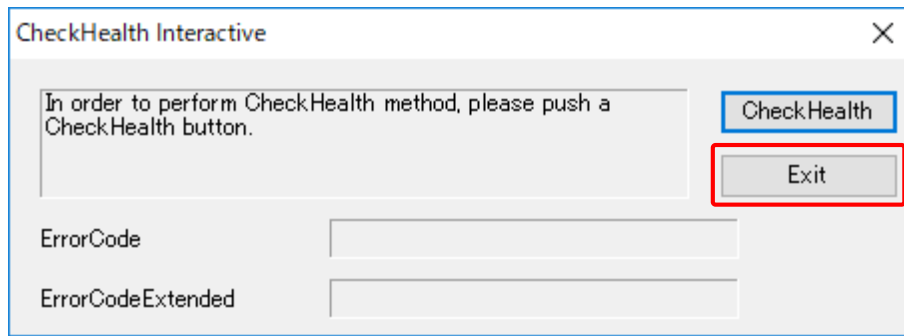 CheckHealth Interactive
In order to perform CheckHealth method, please push a
CheckHealth button.
CheckHealth
Exit
ErrorCode
ErrorCodeExtended